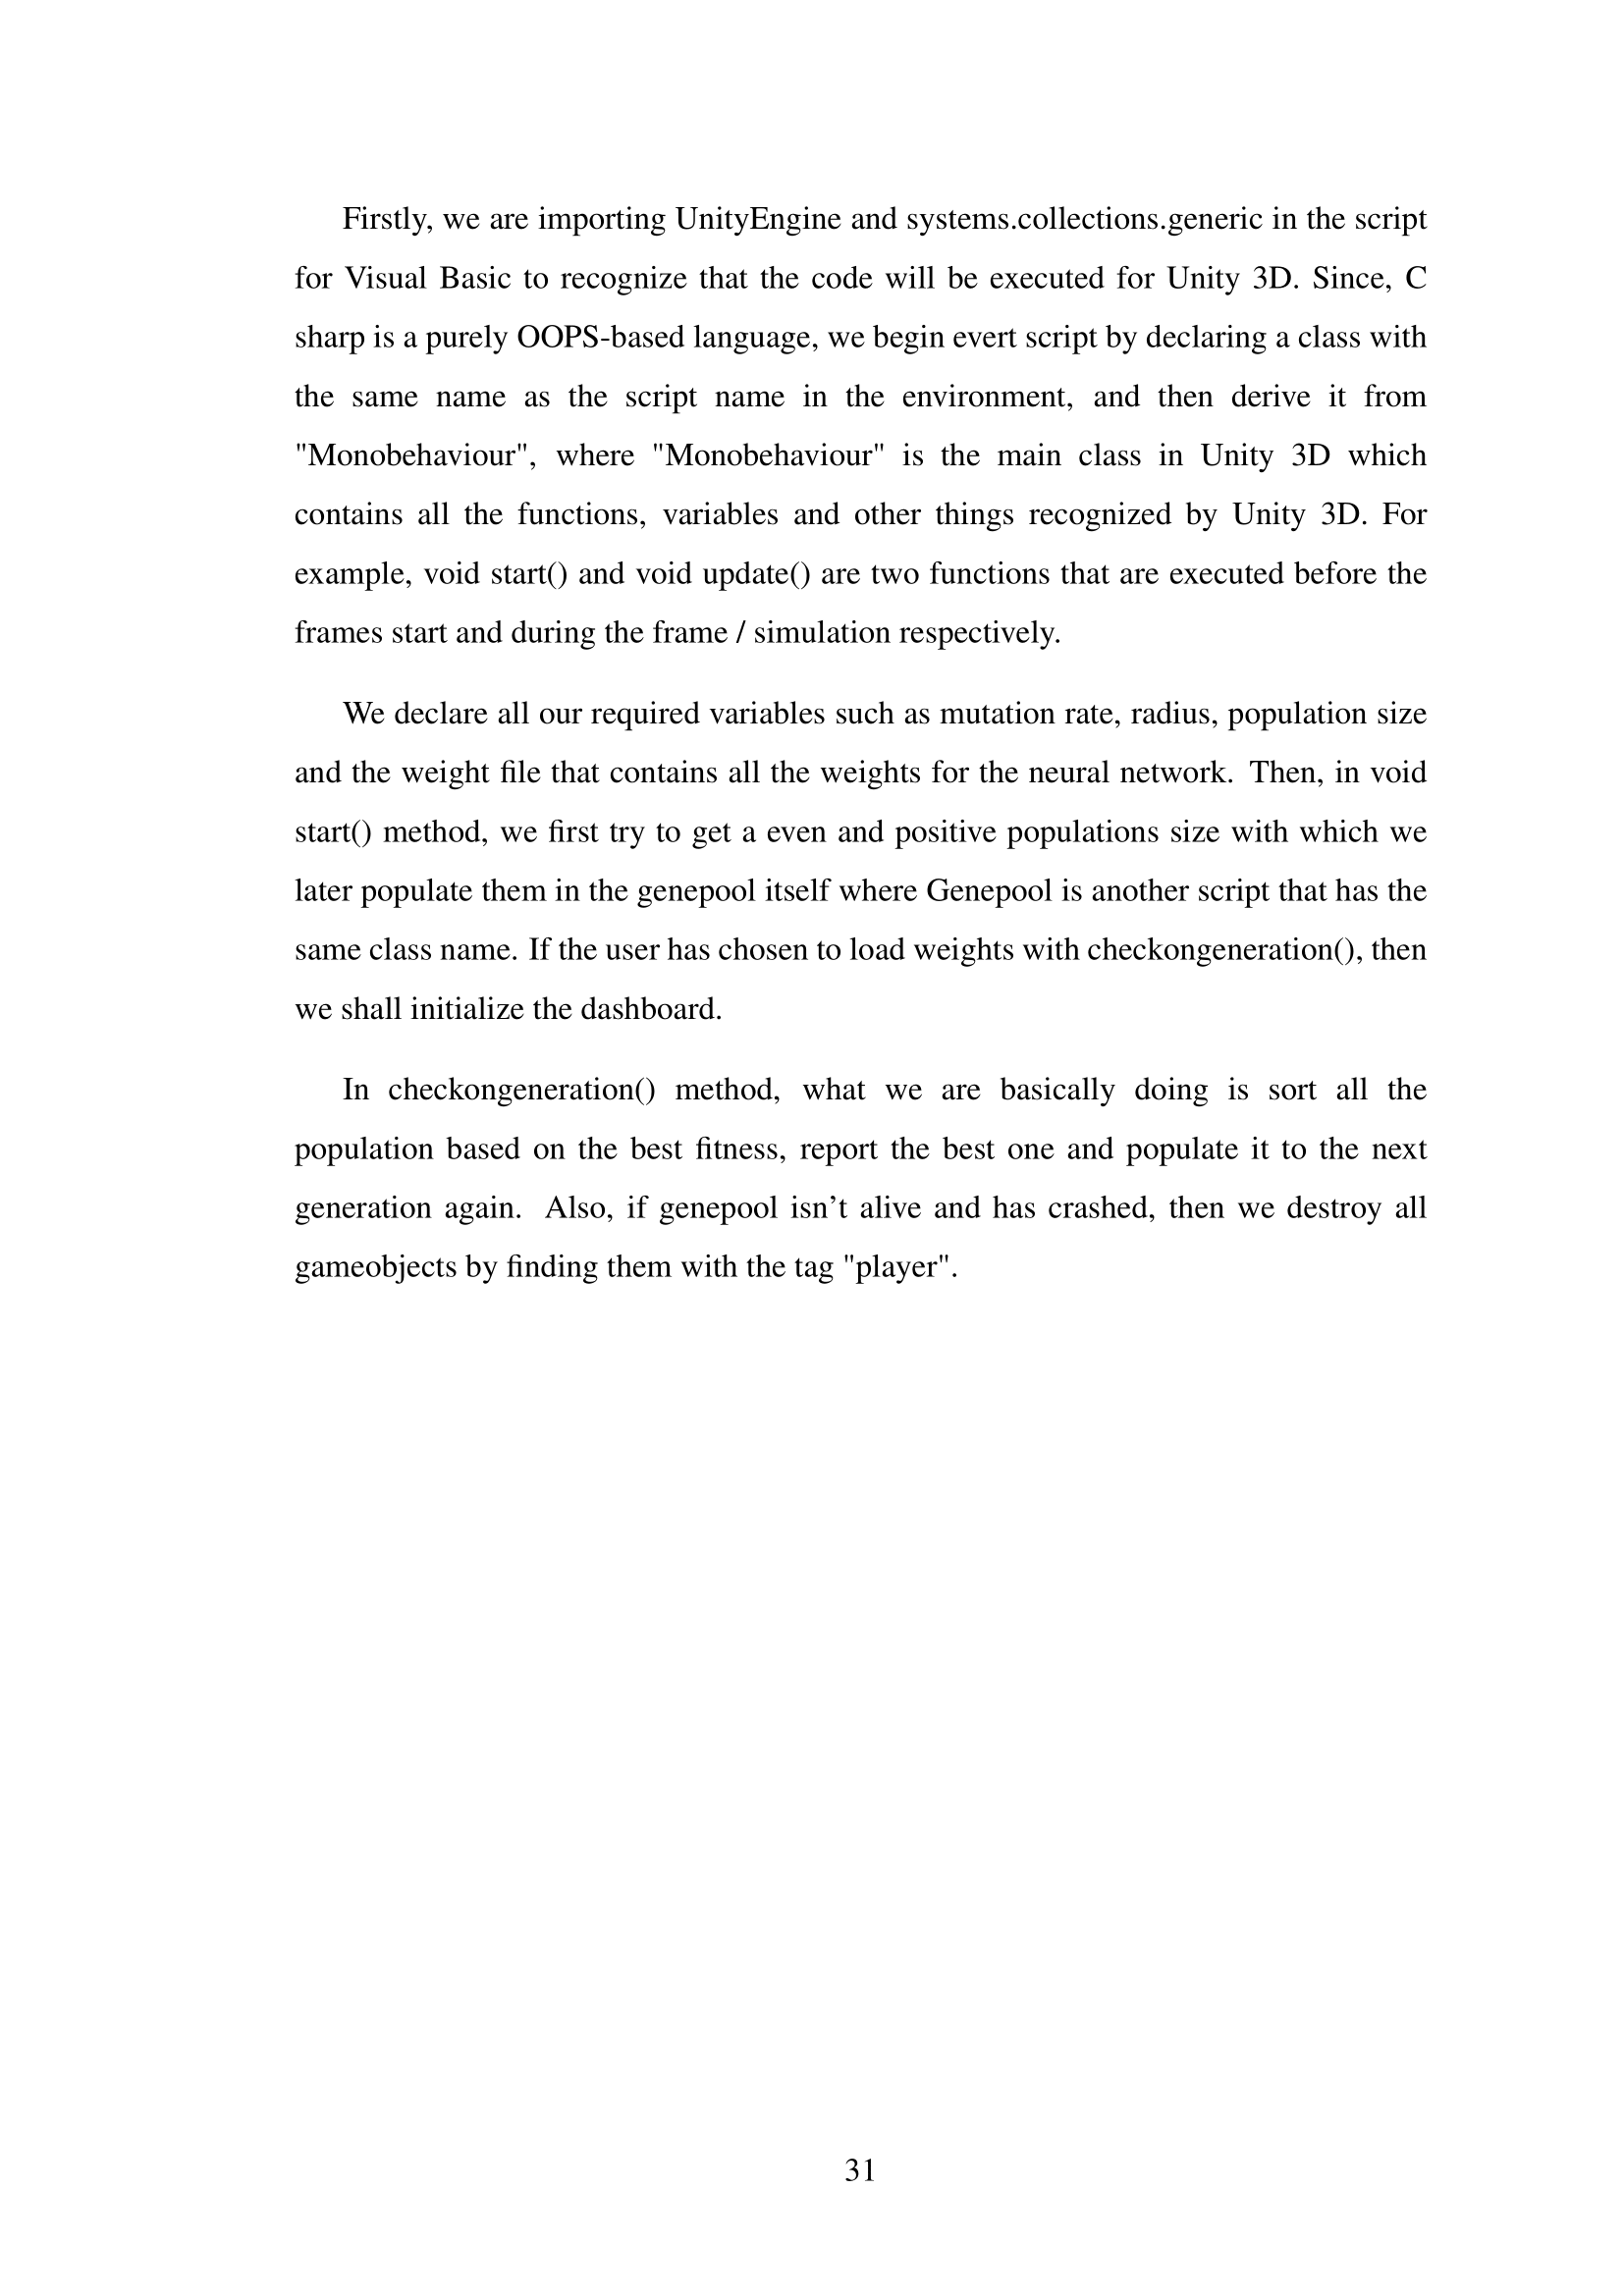 Firstly, we are importing UnityEngine and systems.collections.generic in the script
for Visual Basic to recognize that the code will be executed for Unity 3D. Since, C
sharp is a purely OOPS-based language, we begin evert script by declaring a class with
the same name as the script name in the environment, and then derive it from
"Monobehaviour", where "Monobehaviour" is the main class in Unity 3D which
contains all the functions, variables and other things recognized by Unity 3D. For
example, void start() and void update() are two functions that are executed before the
frames start and during the frame / simulation respectively.
We declare all our required variables such as mutation rate, radius, population size
and the weight file that contains all the weights for the neural network. Then, in void
start() method, we first try to get a even and positive populations size with which we
later populate them in the genepool itself where Genepool is another script that has the
same class name. If the user has chosen to load weights with checkongeneration(), then
we shall initialize the dashboard.
In checkongeneration() method, what we are basically doing is sort all the
population based on the best fitness, report the best one and populate it to the next
generation again. Also, if genepool isn't alive and has crashed, then we destroy all
gameobjects by finding them with the tag "player".
31